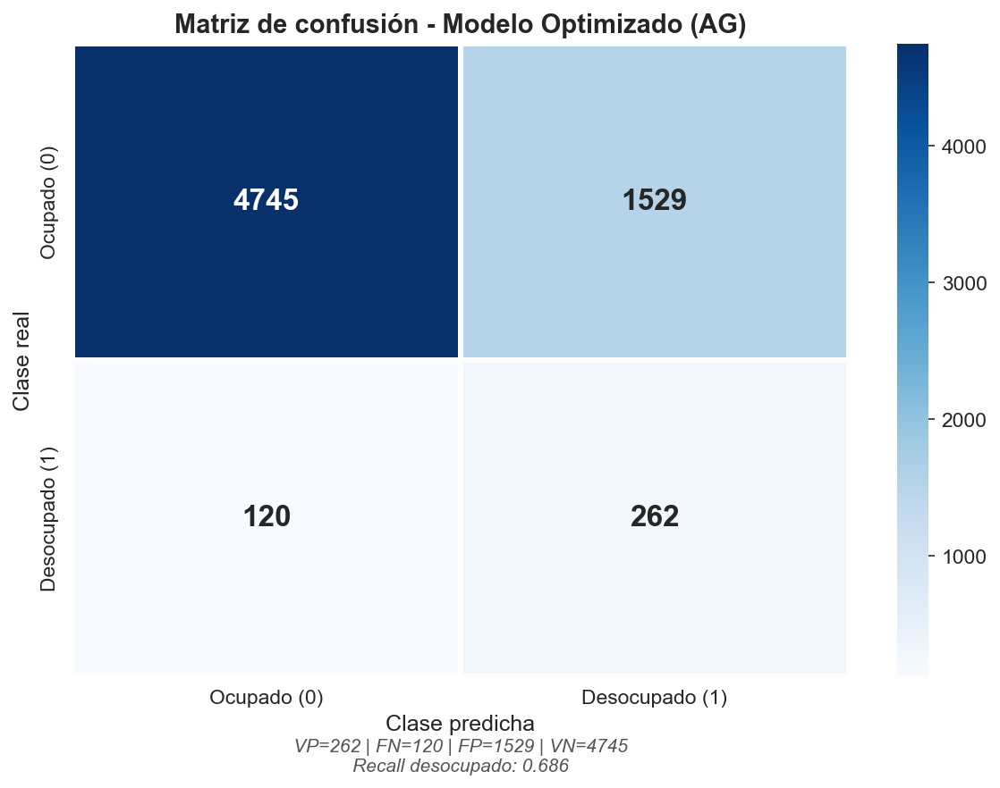 Matriz de confusión - Modelo Optimizado (AG)
Clase real
Ocupado (0)
4745
1529
Desocupado (1)
120
262
Ocupado (0)
Desocupado (1)
Clase predicha
VP=262 | FN=120 | FP=1529 | VN=4745
Recall desocupado: 0.686
4000
3000
2000
1000